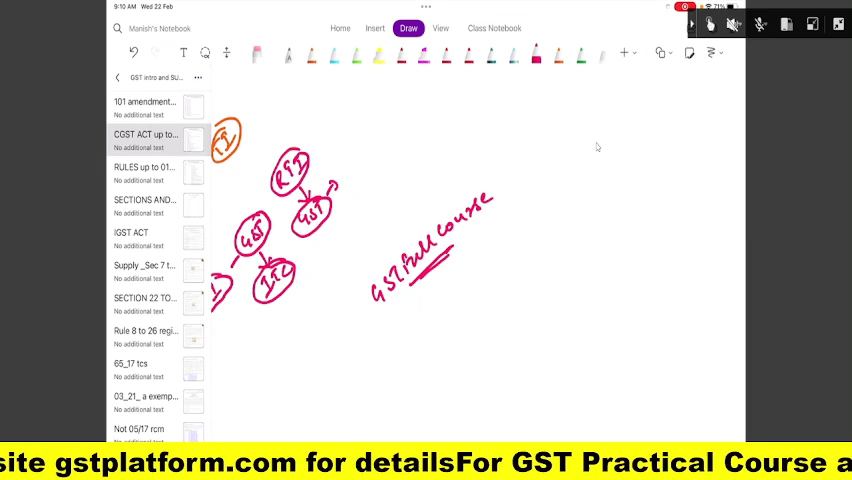 9:10 AM Wed 22 Feb
71%
Manish's Notebook
Home Insert Draw View Class Notebook
GST intro and SU...
101 amendment...
No additional text
CGST ACT up to...
No additional text
RULES up to 01...
No additional text
SECTIONS AND...
No additional text
IGST ACT
No additional text
Supply _Sec 7 t...
No additional text
SECTION 22 TO...
No additional text
Rule 8 to 26 regi...
No additional text
65_17 tcs
No additional text
03_21_ a exemp...
No additional text
Not 05/17 rcm
No additional text
GST
GST
ITC
GST full course
site gstplatform.com for detailsFor GST Practical Course a